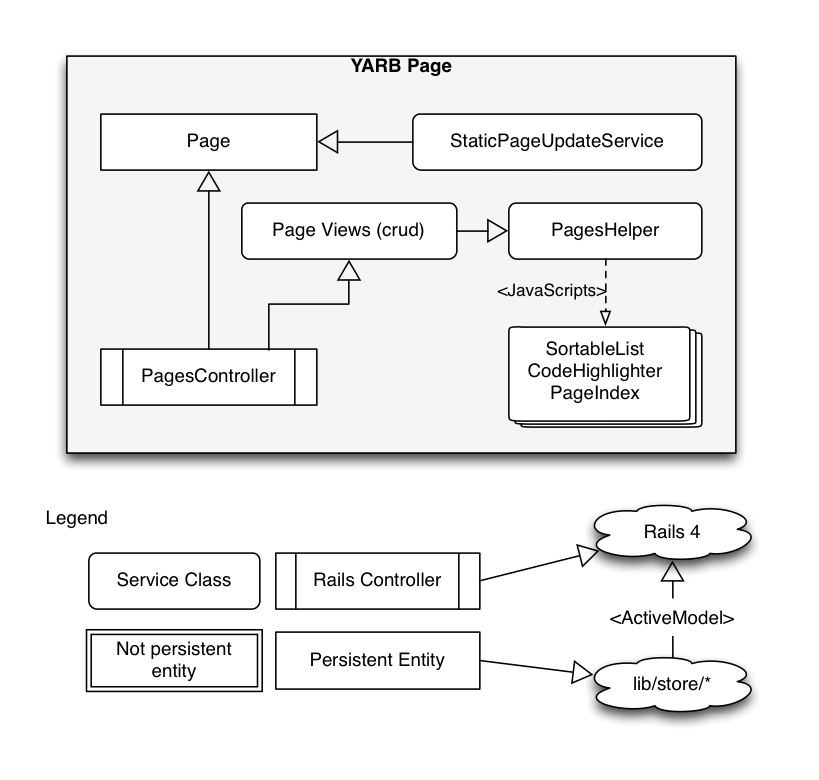 YARB Page
Page
StaticPageUpdateService
Page Views (crud)
PagesHelper
<JavaScripts>
PagesController
SortableList
CodeHighlighter
PageIndex
Legend
Rails 4
Service Class
Rails Controller
<ActiveModel>
Not persistent
entity
Persistent Entity
lib/store/*